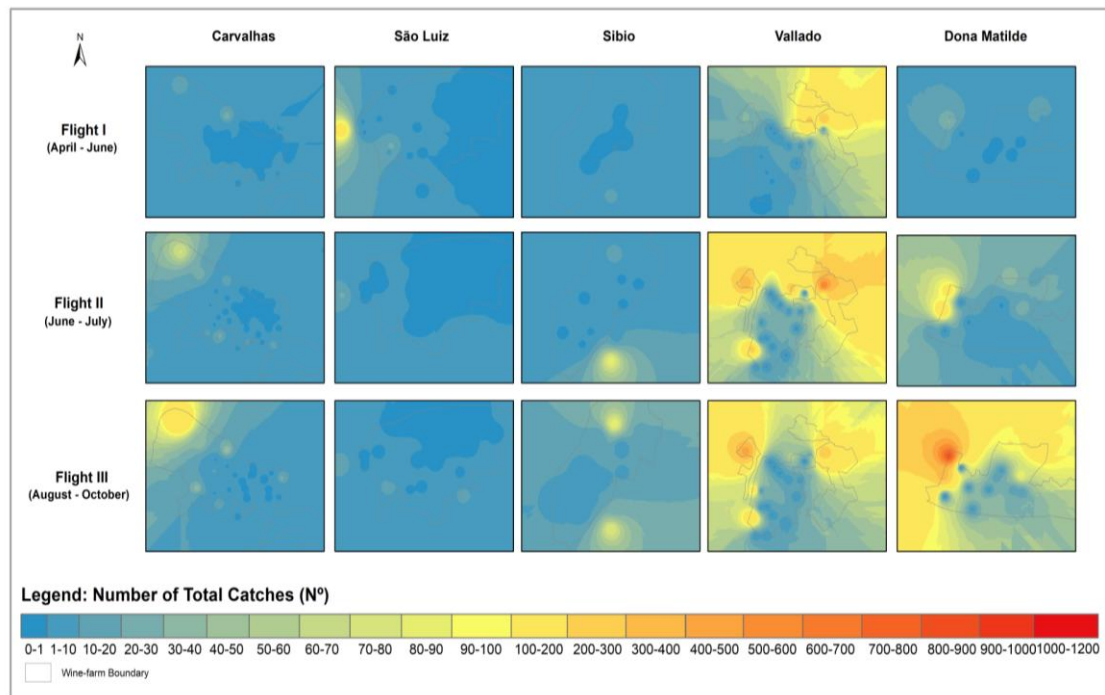 N
Carvalhas
São Luiz
Sibio
Vallado
Dona Matilde
Flight I
(April - June)
Flight II
(June - July)
Flight III
(August - October)
Legend: Number of Total Catches (Nº)
0-1 1-10 10-20 20-30 30-40 40-50 50-60 60-70 70-80 80-90 90-100 100-200 200-300 300-400 400-500 500-600 600-700 700-800 800-900 900-1000 1000-1200
Wine-farm Boundary